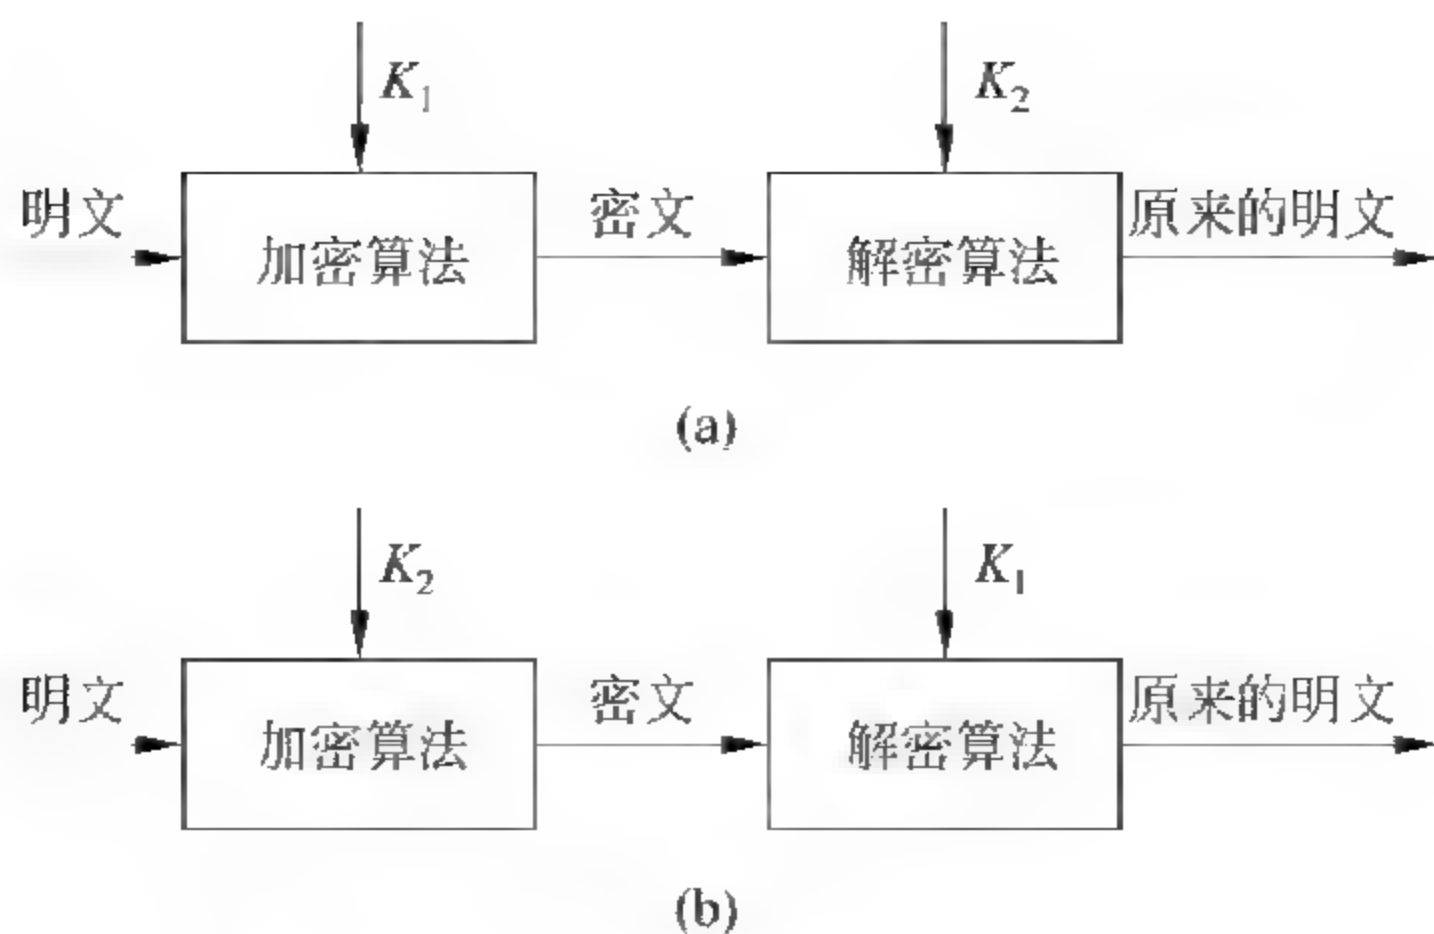 K₁ K₂
明文 密文 原来的明文
加密算法 解密算法
(a)
K₂ K₁
明文 密文 原来的明文
加密算法 解密算法
(b)